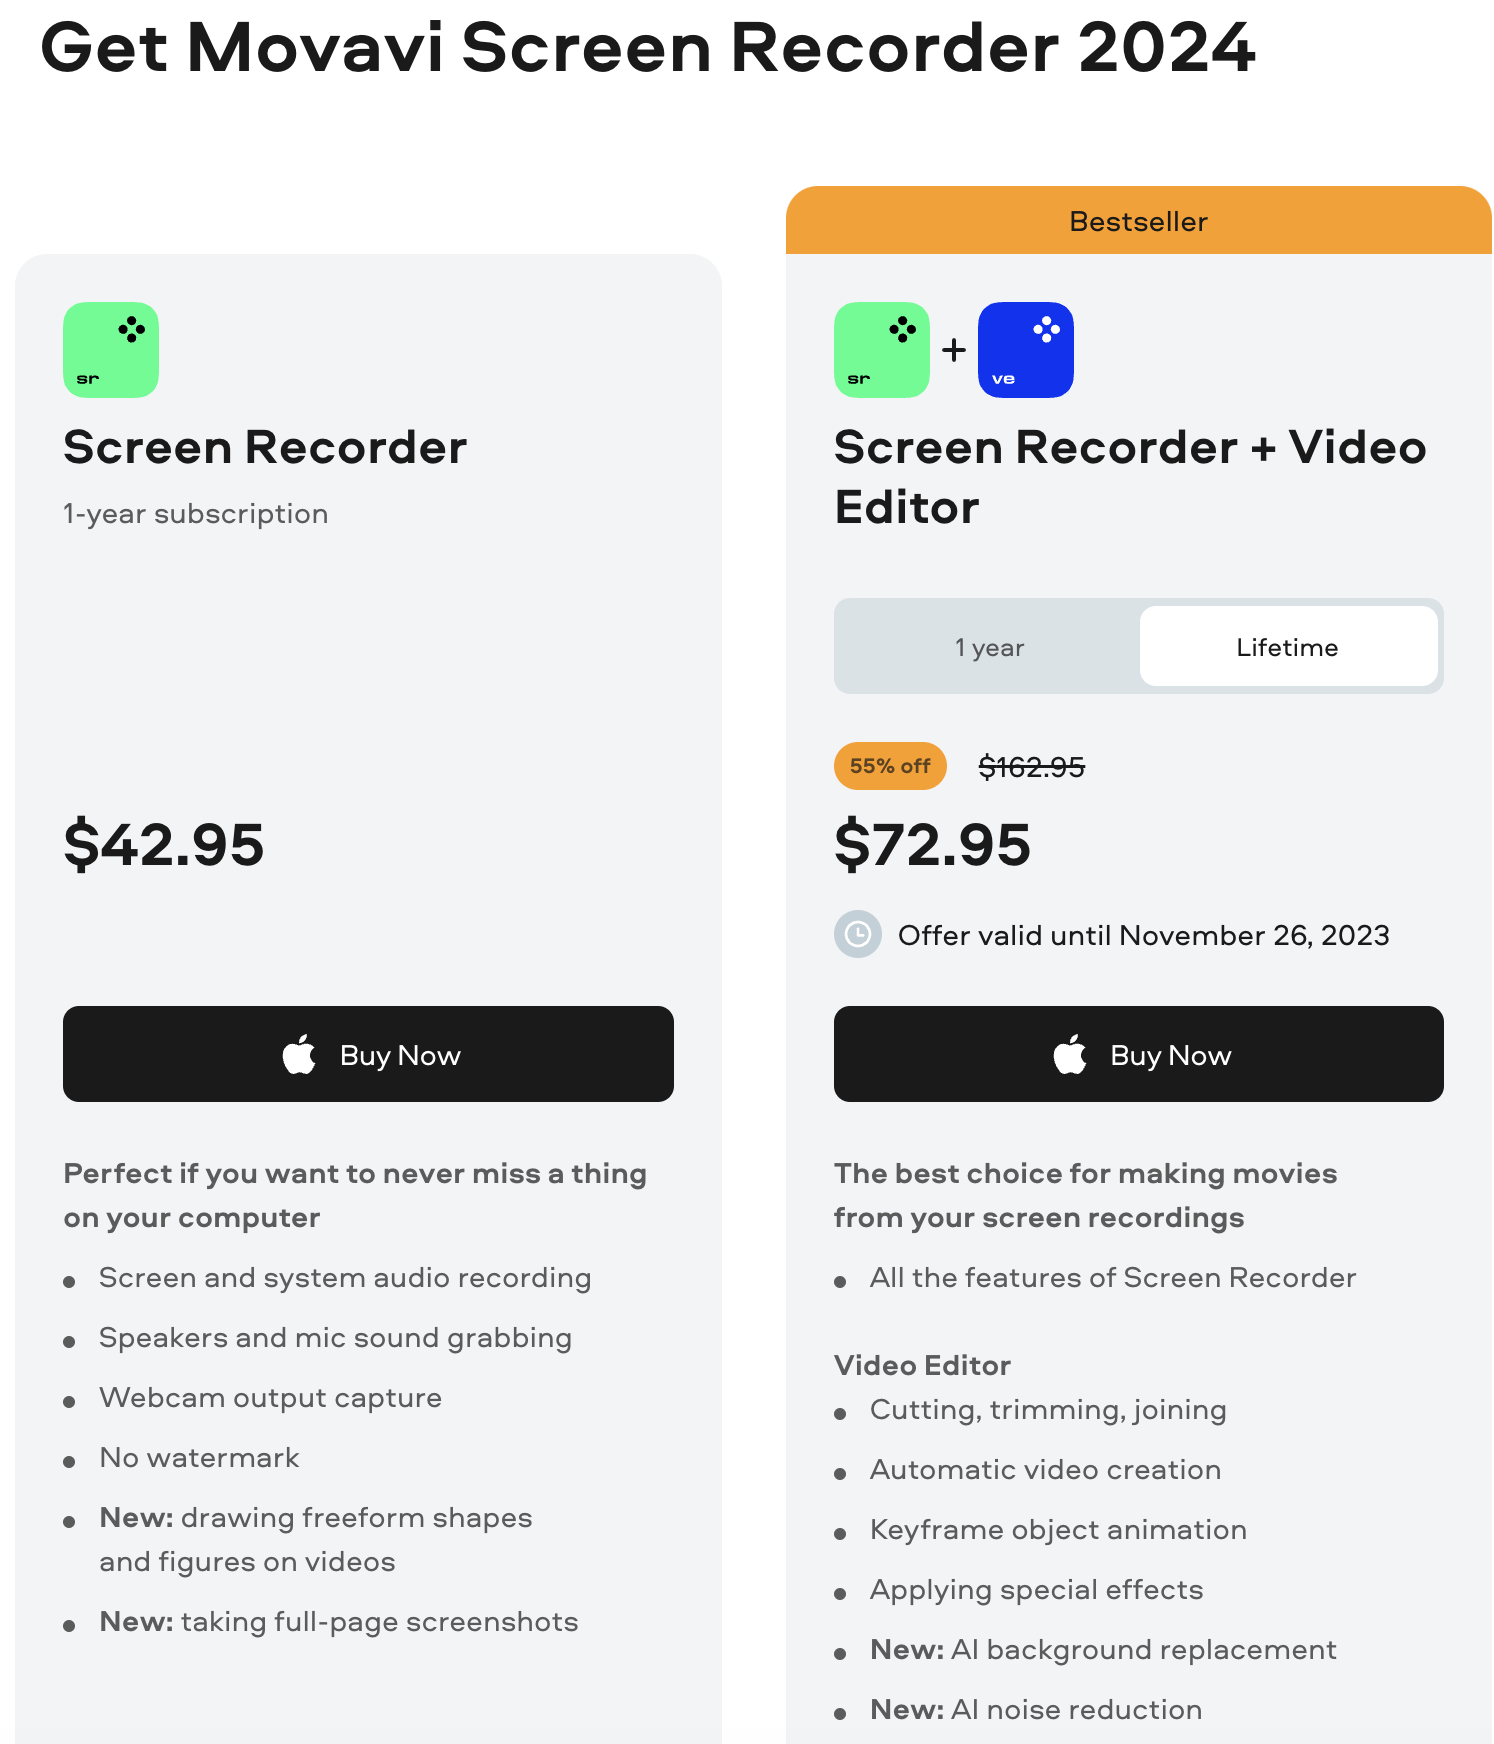 Get Movavi Screen Recorder 2024
sr
Screen Recorder
1-year subscription
$42.95
Buy Now
Perfect if you want to never miss a thing
on your computer
Screen and system audio recording
Speakers and mic sound grabbing
Webcam output capture
No watermark
New: drawing freeform shapes
and figures on videos
New: taking full-page screenshots
Bestseller
sr + ve
Screen Recorder + Video
Editor
1 year Lifetime
55% off $162.95
$72.95
Offer valid until November 26, 2023
Buy Now
The best choice for making movies
from your screen recordings
All the features of Screen Recorder
Video Editor
Cutting, trimming, joining
Automatic video creation
Keyframe object animation
Applying special effects
New: AI background replacement
New: AI noise reduction